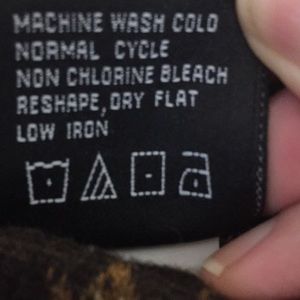 MACHINE WASH COLD
NORMAL CYCLE
NON CHLORINE BLEACH
RESHAPE, DRY FLAT
LOW IRON